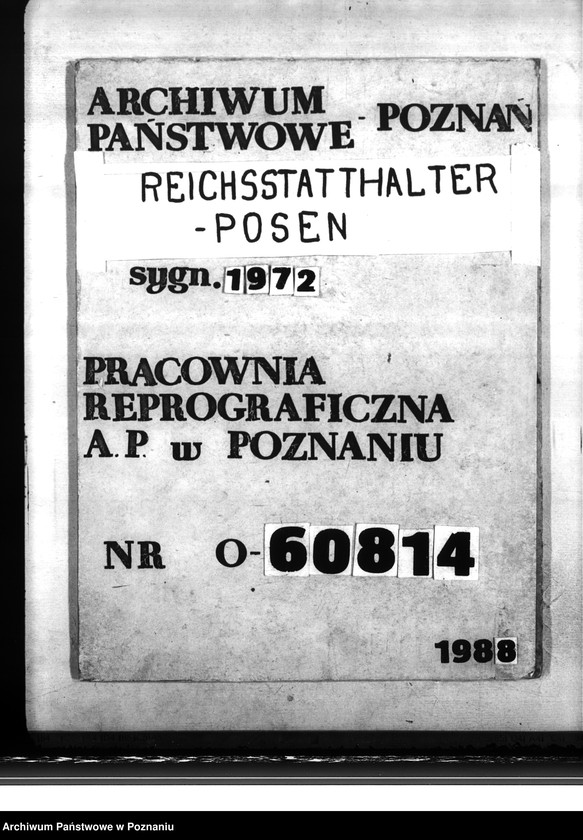 ARCHIWUM
PAŃSTWOWE - POZNAŃ
REICHSSTATTHALTER
-POSEN
sygn. 1972
PRACOWNIA
REPROGRAFICZNA
A.P. w POZNANIU
NR O-60814
1988
Archiwum Państwowe w Poznaniu